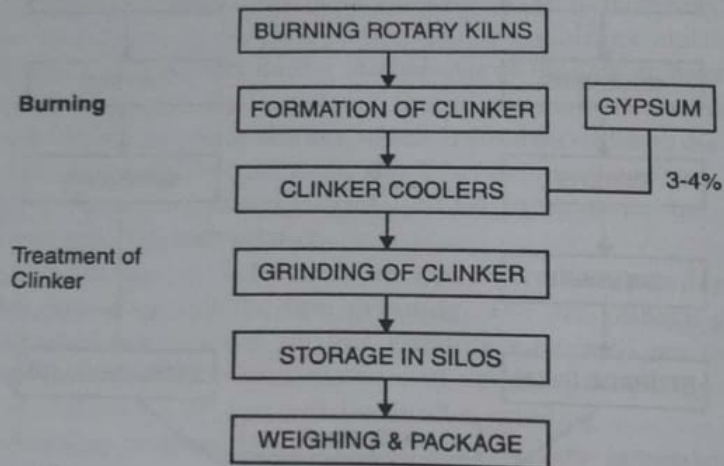 BURNING ROTARY KILNS
Burning
FORMATION OF CLINKER
GYPSUM
CLINKER COOLERS
3-4%
Treatment of
Clinker
GRINDING OF CLINKER
STORAGE IN SILOS
WEIGHING & PACKAGE